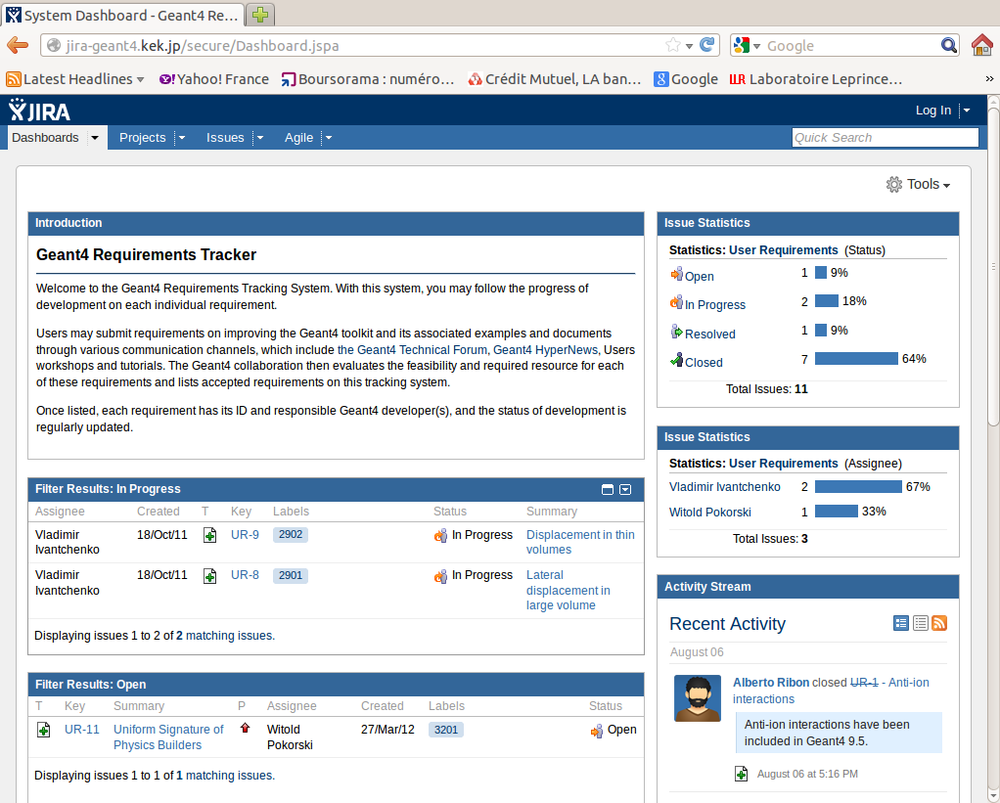 System Dashboard - Geant4 Re...
jira-geant4.kek.jp/secure/Dashboard.jspa
Google
Latest Headlines
Yahoo! France
Boursorama : numéro...
Crédit Mutuel, LA ban...
Google
LLR Laboratoire Leprince...
JIRA
Log In
Dashboards
Projects
Issues
Agile
Quick Search
Tools
Introduction
Geant4 Requirements Tracker
Welcome to the Geant4 Requirements Tracking System. With this system, you may follow the progress of
development on each individual requirement.
Users may submit requirements on improving the Geant4 toolkit and its associated examples and documents
through various communication channels, which include the Geant4 Technical Forum, Geant4 HyperNews, Users
workshops and tutorials. The Geant4 collaboration then evaluates the feasibility and required resource for each
of these requirements and lists accepted requirements on this tracking system.
Once listed, each requirement has its ID and responsible Geant4 developer(s), and the status of development is
regularly updated.
Filter Results: In Progress
Assignee Created T Key Labels Status Summary
Vladimir Ivantchenko 18/Oct/11 UR-9 2902 In Progress Displacement in thin
volumes
Vladimir Ivantchenko 18/Oct/11 UR-8 2901 In Progress Lateral
displacement in
large volume
Displaying issues 1 to 2 of 2 matching issues.
Filter Results: Open
T Key Summary P Assignee Created Labels Status
UR-11 Uniform Signature of
Physics Builders Witold
Pokorski 27/Mar/12 3201 Open
Displaying issues 1 to 1 of 1 matching issues.
Issue Statistics
Statistics: User Requirements (Status)
Open 1 9%
In Progress 2 18%
Resolved 1 9%
Closed 7 64%
Total Issues: 11
Issue Statistics
Statistics: User Requirements (Assignee)
Vladimir Ivantchenko 2 67%
Witold Pokorski 1 33%
Total Issues: 3
Activity Stream
Recent Activity
August 06
Alberto Ribon closed UR-1 - Anti-ion
interactions
Anti-ion interactions have been
included in Geant4 9.5.
August 06 at 5:16 PM